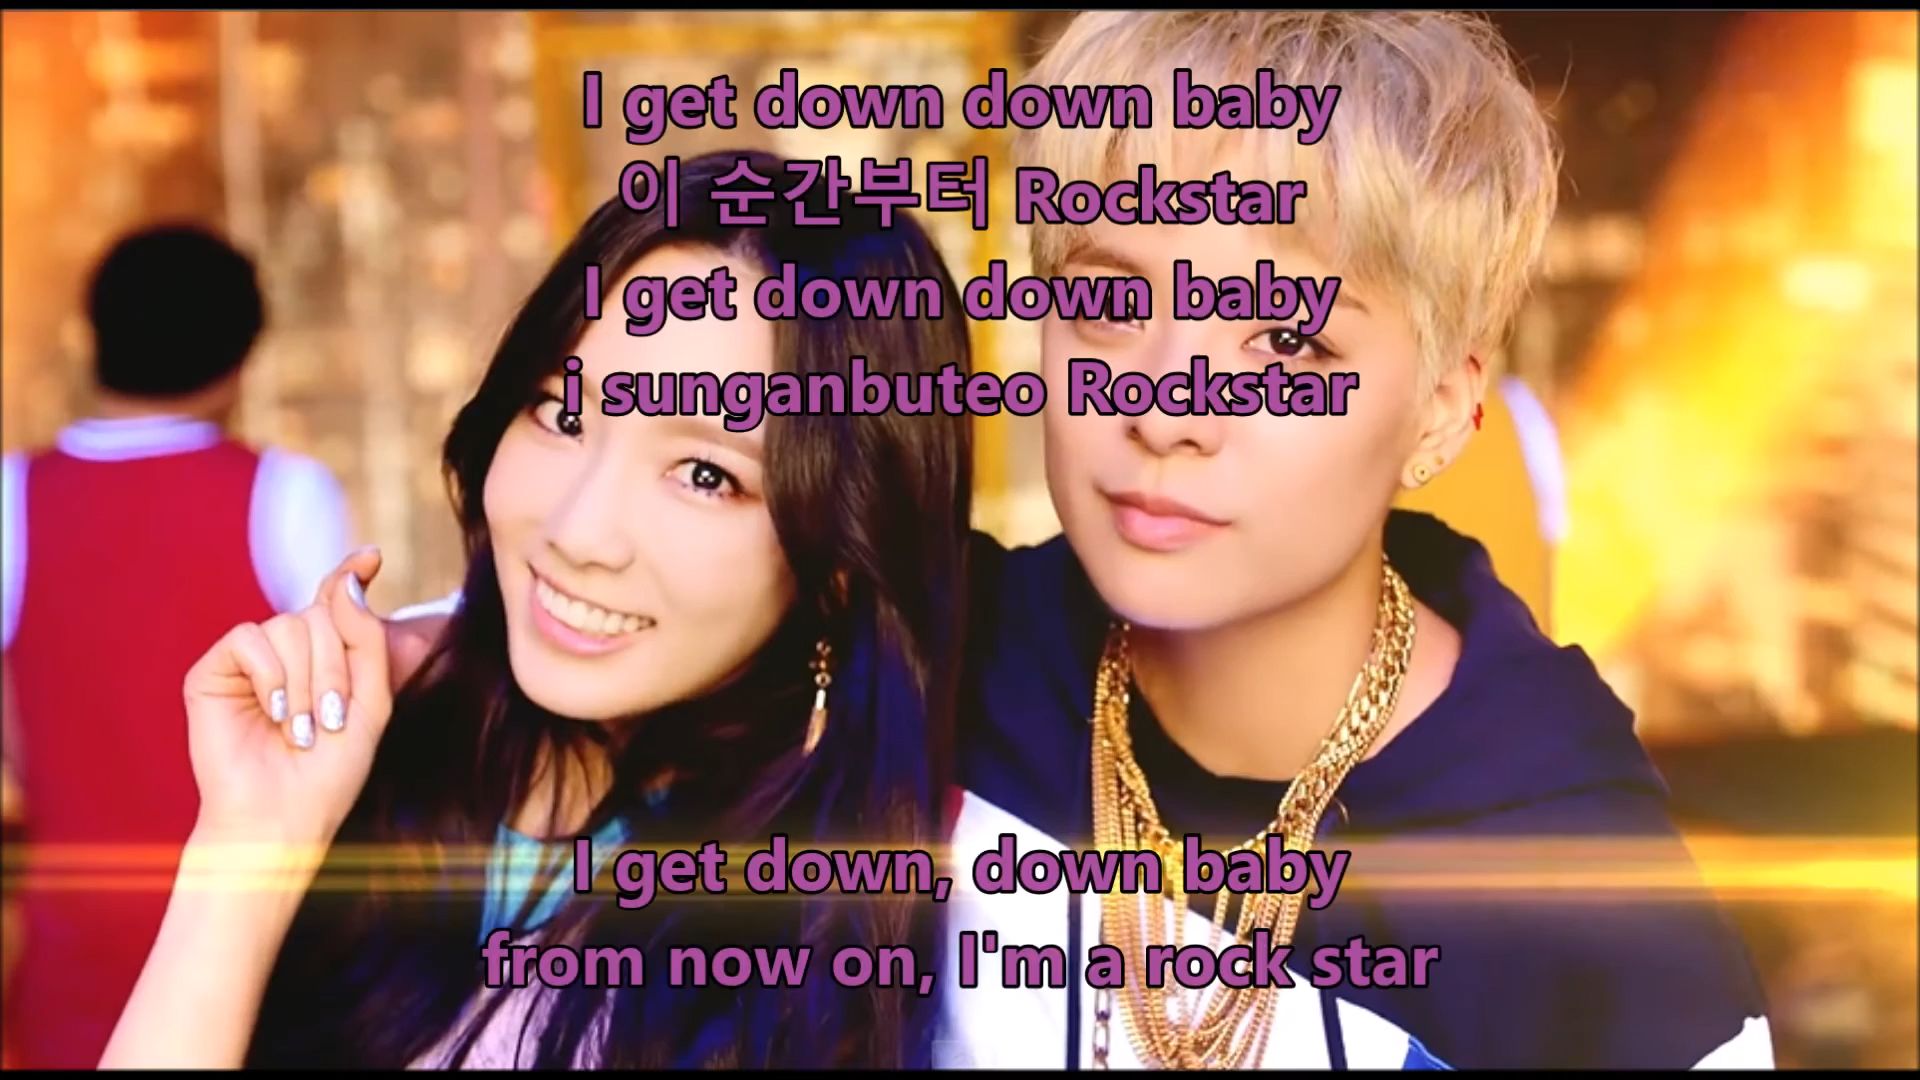 I get down down baby
이 순간부터 Rockstar
I get down down baby
i sunganbuteo Rockstar
I get down, down baby
from now on, I'm a rock star